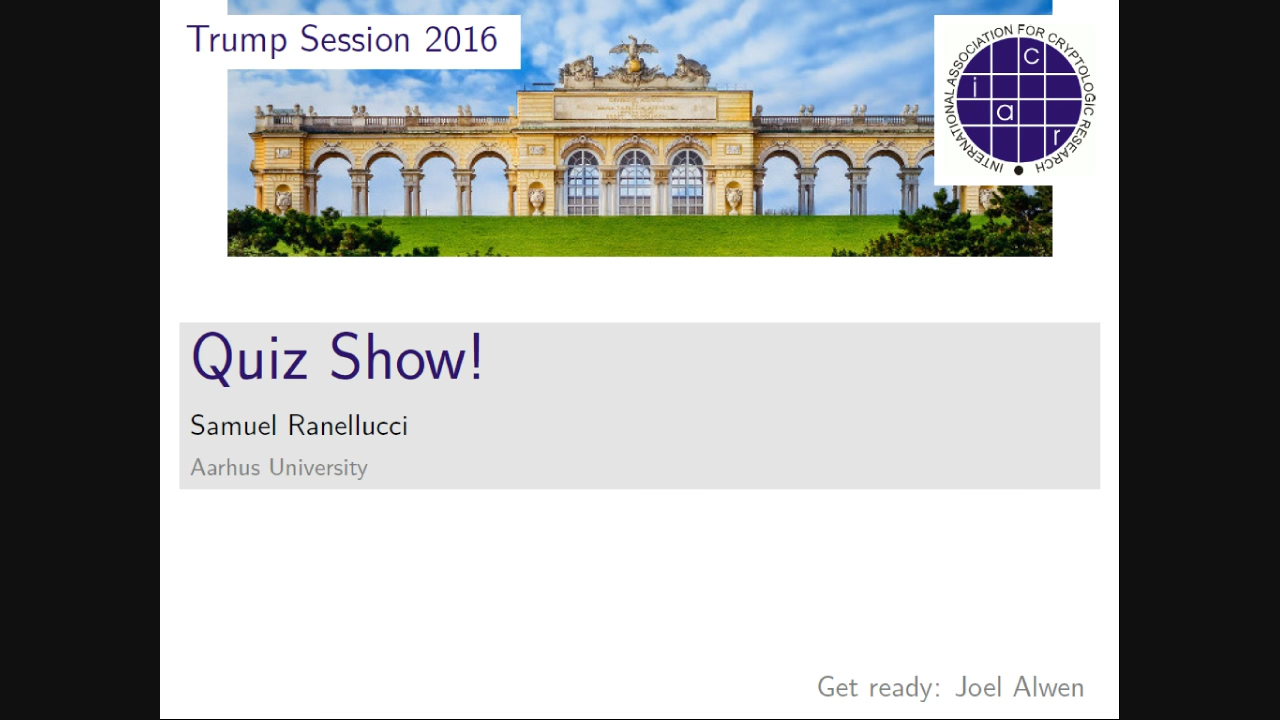 Trump Session 2016
INTERNATIONAL ASSOCIATION FOR CRYPTOLOGIC RESEARCH
C
i
a
r
Quiz Show!
Samuel Ranellucci
Aarhus University
Get ready: Joel Alwen